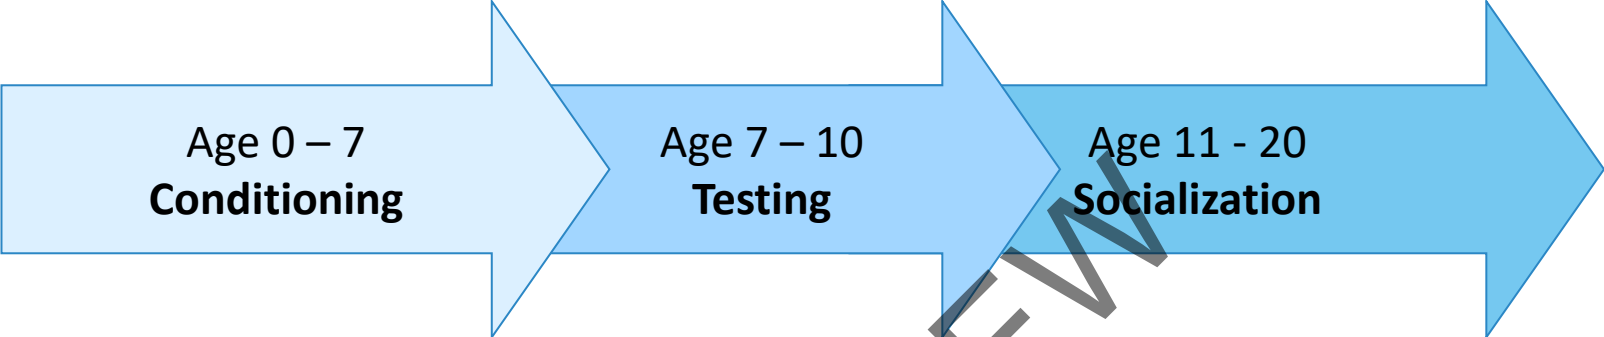 Age 0 – 7
Conditioning
Age 7 – 10
Testing
Age 11 - 20
Socialization